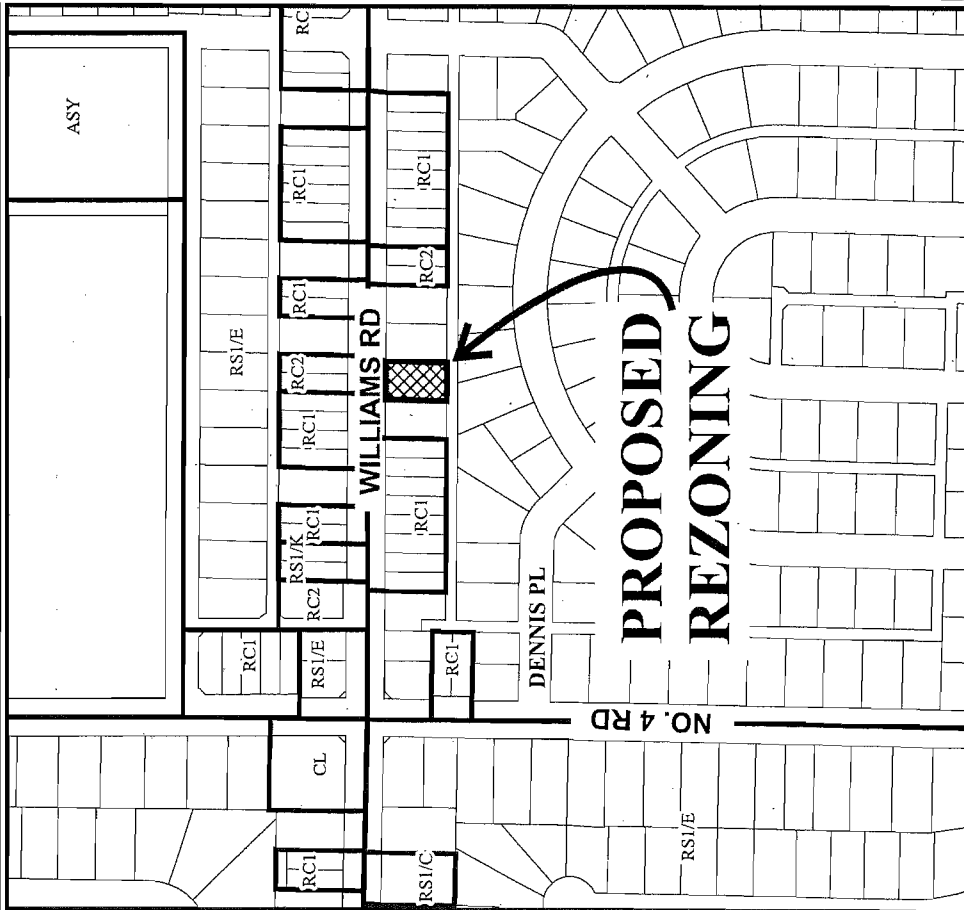 RC
ASY
RC1
RC1
RC2
RC1
RS1/E
RC2
RC1
WILLIAMS RD
RC1
RC1
RS1/K
RC2
RC1
RS1/E
RC1
DENNIS PL
PROPOSED
REZONING
NO. 4 RD
CL
RC1
RS1/C
RS1/E